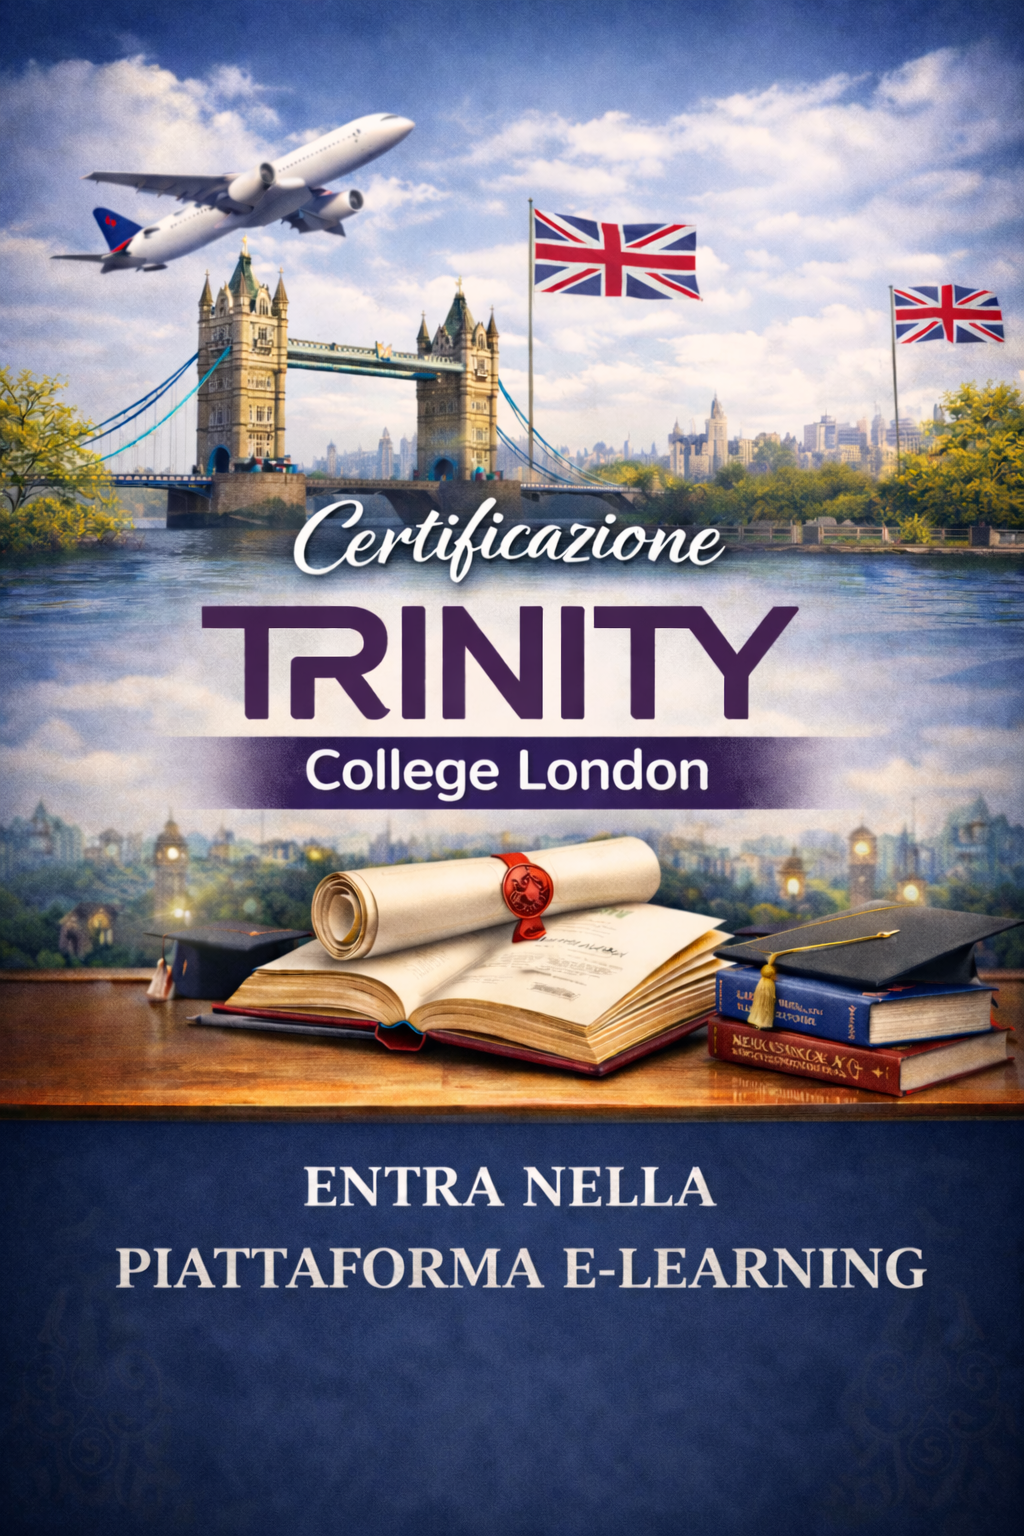 Certificazione
TRINITY
College London
ENTRA NELLA
PIATTAFORMA E-LEARNING